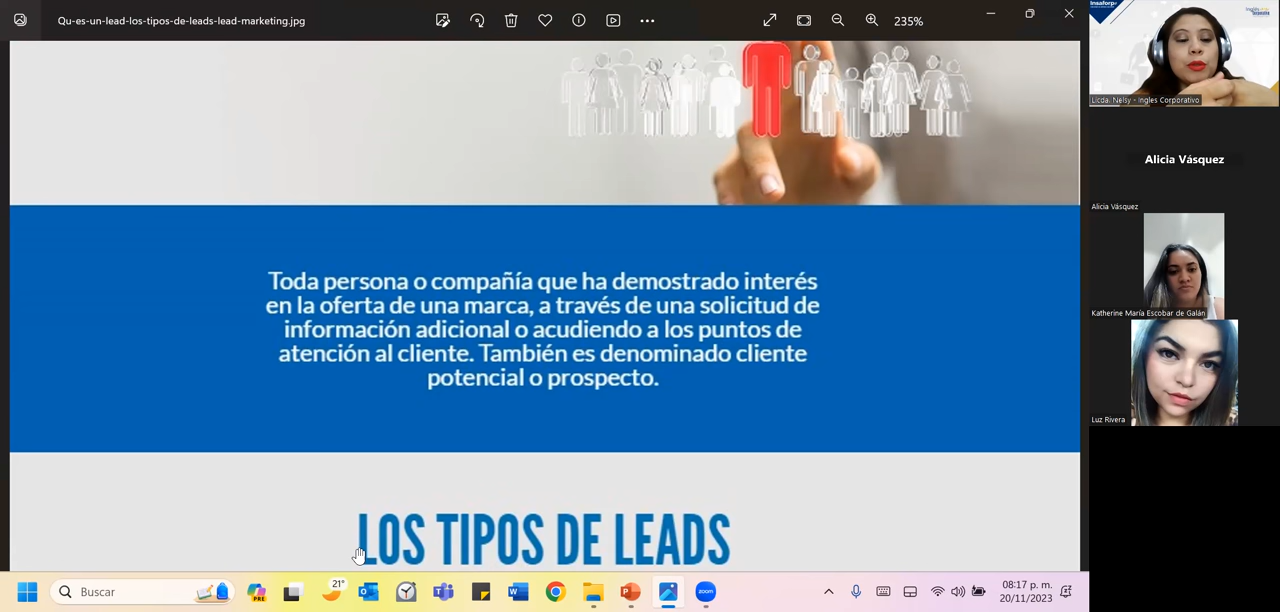 Qu-es-un-lead-los-tipos-de-leads-lead-marketing.jpg
235%
Toda persona o compañía que ha demostrado interés
en la oferta de una marca, a través de una solicitud de
información adicional o acudiendo a los puntos de
atención al cliente. También es denominado cliente
potencial o prospecto.
LOS TIPOS DE LEADS
Insaforp
Licda. Nelsy - Ingles Corporativo
Alicia Vásquez
Alicia Vásquez
Katherine María Escobar de Galán
Luz Rivera
Buscar
PRE
21°
zoom
08:17 p. m.
20/11/2023